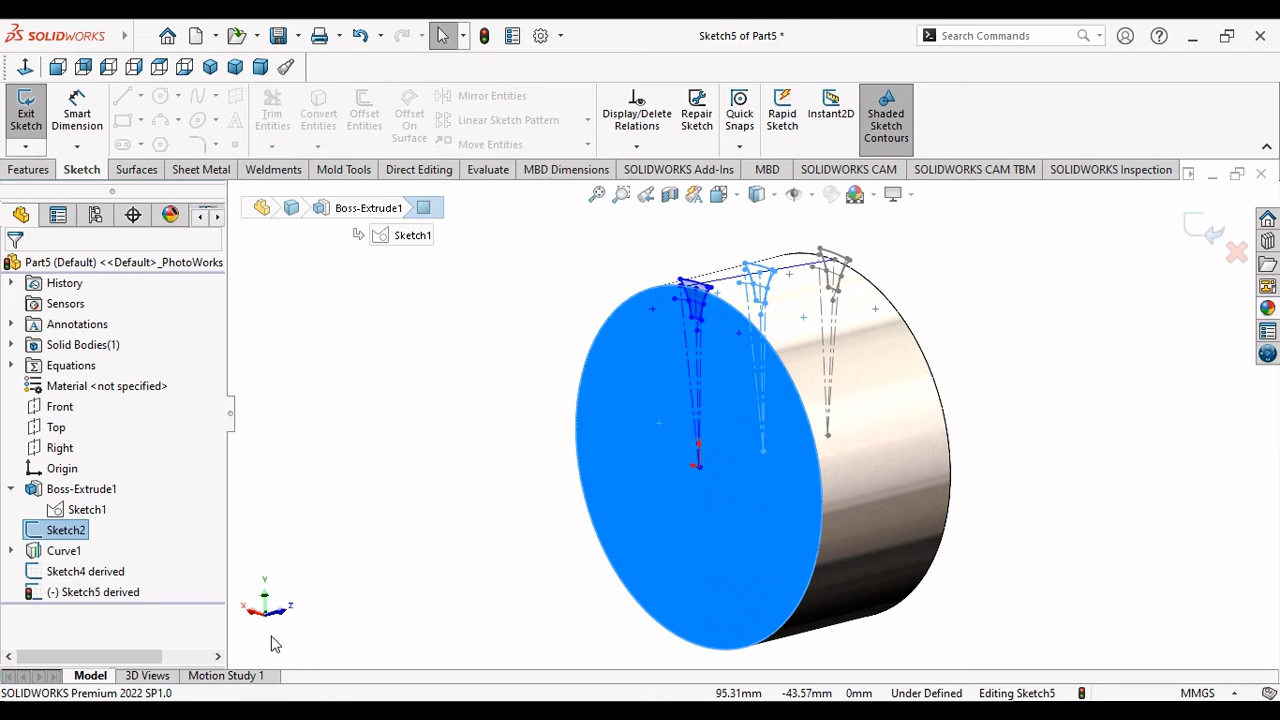 SOLIDWORKS
Sketch5 of Part5 *
Search Commands
Exit Sketch
Smart Dimension
Trim Entities
Convert Entities
Offset Entities
Offset On Surface
Mirror Entities
Linear Sketch Pattern
Move Entities
Display/Delete Relations
Repair Sketch
Quick Snaps
Rapid Sketch
Instant2D
Shaded Sketch Contours
Features
Sketch
Surfaces
Sheet Metal
Weldments
Mold Tools
Direct Editing
Evaluate
MBD Dimensions
SOLIDWORKS Add-Ins
MBD
SOLIDWORKS CAM
SOLIDWORKS CAM TBM
SOLIDWORKS Inspection
Boss-Extrude1
Sketch1
Part5 (Default) <<Default>_PhotoWorks
History
Sensors
Annotations
Solid Bodies(1)
Equations
Material <not specified>
Front
Top
Right
Origin
Boss-Extrude1
Sketch1
Sketch2
Curve1
Sketch4 derived
(-) Sketch5 derived
Y
X
Z
Model
3D Views
Motion Study 1
SOLIDWORKS Premium 2022 SP1.0
95.31mm
-43.57mm
0mm
Under Defined
Editing Sketch5
MMGS